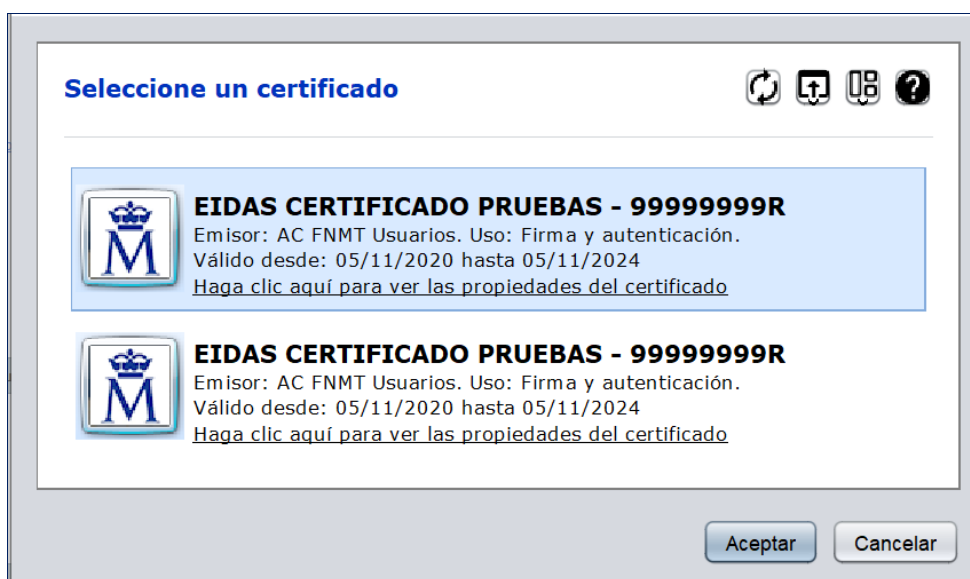 Seleccione un certificado
?
M
EIDAS CERTIFICADO PRUEBAS - 99999999R
Emisor: AC FNMT Usuarios. Uso: Firma y autenticación.
Válido desde: 05/11/2020 hasta 05/11/2024
Haga clic aquí para ver las propiedades del certificado
M
EIDAS CERTIFICADO PRUEBAS - 99999999R
Emisor: AC FNMT Usuarios. Uso: Firma y autenticación.
Válido desde: 05/11/2020 hasta 05/11/2024
Haga clic aquí para ver las propiedades del certificado
Aceptar
Cancelar